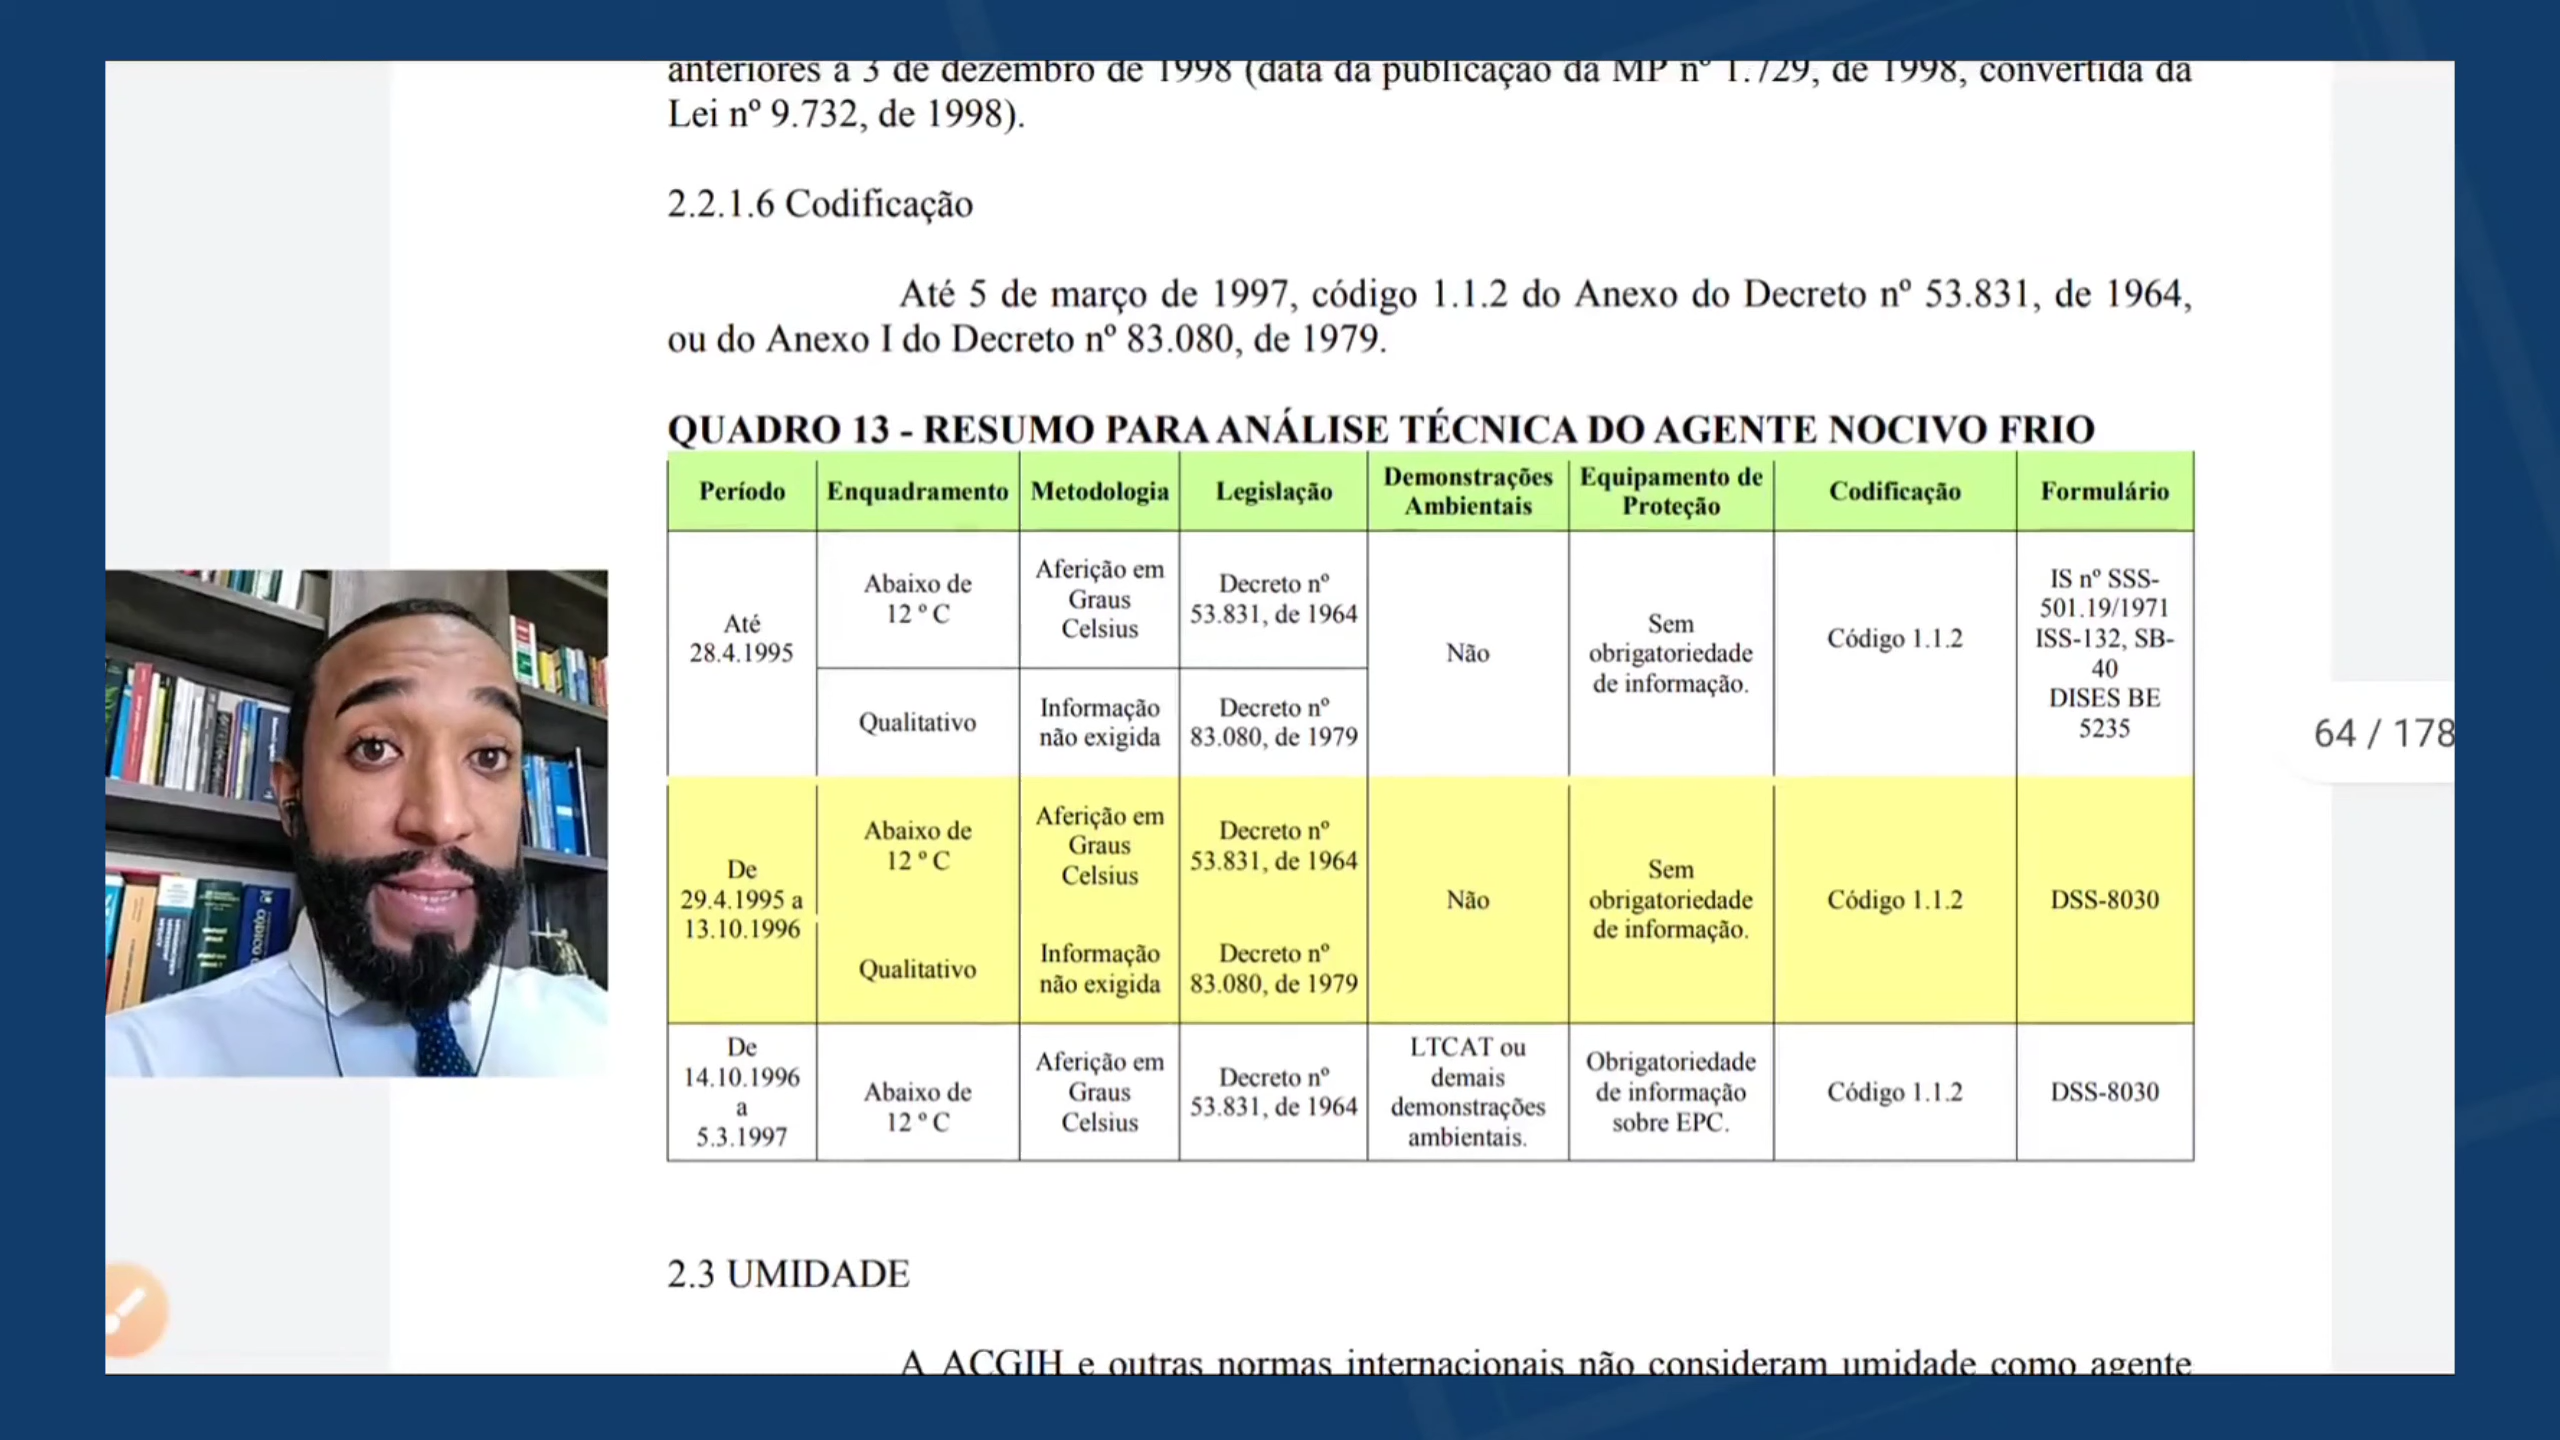 anteriores a 3 de dezembro de 1998 (data da publicação da MP nº 1.729, de 1998, convertida da
Lei nº 9.732, de 1998).
2.2.1.6 Codificação
Até 5 de março de 1997, código 1.1.2 do Anexo do Decreto nº 53.831, de 1964,
ou do Anexo I do Decreto nº 83.080, de 1979.
QUADRO 13 - RESUMO PARA ANÁLISE TÉCNICA DO AGENTE NOCIVO FRIO
Período
Enquadramento
Metodologia
Legislação
Demonstrações
Ambientais
Equipamento de
Proteção
Codificação
Formulário
Até
28.4.1995
Abaixo de
12 º C
Aferição em
Graus
Celsius
Decreto nº
53.831, de 1964
Qualitativo
Informação
não exigida
Decreto nº
83.080, de 1979
Não
Sem
obrigatoriedade
de informação.
Código 1.1.2
IS nº SSS-
501.19/1971
ISS-132, SB-
40
DISES BE
5235
De
29.4.1995 a
13.10.1996
Abaixo de
12 º C
Aferição em
Graus
Celsius
Decreto nº
53.831, de 1964
Qualitativo
Informação
não exigida
Decreto nº
83.080, de 1979
Não
Sem
obrigatoriedade
de informação.
Código 1.1.2
DSS-8030
De
14.10.1996
a
5.3.1997
Abaixo de
12 º C
Aferição em
Graus
Celsius
Decreto nº
53.831, de 1964
LTCAT ou
demais
demonstrações
ambientais.
Obrigatoriedade
de informação
sobre EPC.
Código 1.1.2
DSS-8030
64 / 178
2.3 UMIDADE
A ACGIH e outras normas internacionais não consideram umidade como agente